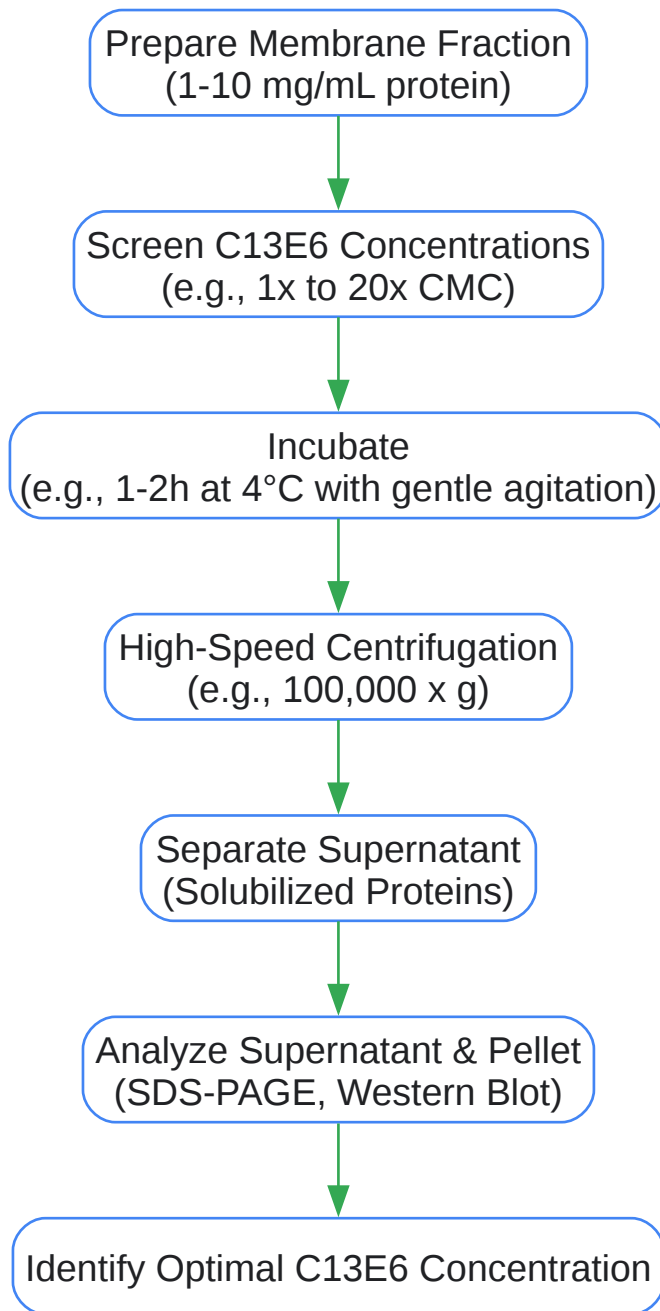 Prepare Membrane Fraction
(1-10 mg/mL protein)
Screen C13E6 Concentrations
(e.g., 1x to 20x CMC)
Incubate
(e.g., 1-2h at 4°C with gentle agitation)
High-Speed Centrifugation
(e.g., 100,000 x g)
Separate Supernatant
(Solubilized Proteins)
Analyze Supernatant & Pellet
(SDS-PAGE, Western Blot)
Identify Optimal C13E6 Concentration